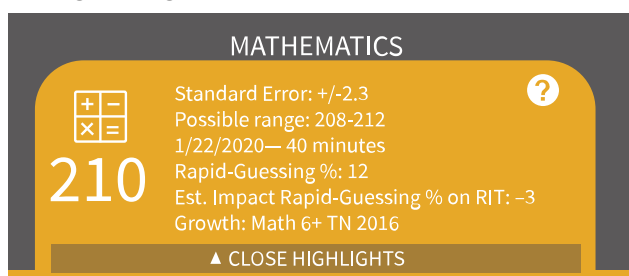 MATHEMATICS
Standard Error: +/-2.3
Possible range: 208-212
1/22/2020— 40 minutes
Rapid-Guessing %: 12
Est. Impact Rapid-Guessing % on RIT: –3
Growth: Math 6+ TN 2016
+ −
× =
210
?
▲ CLOSE HIGHLIGHTS